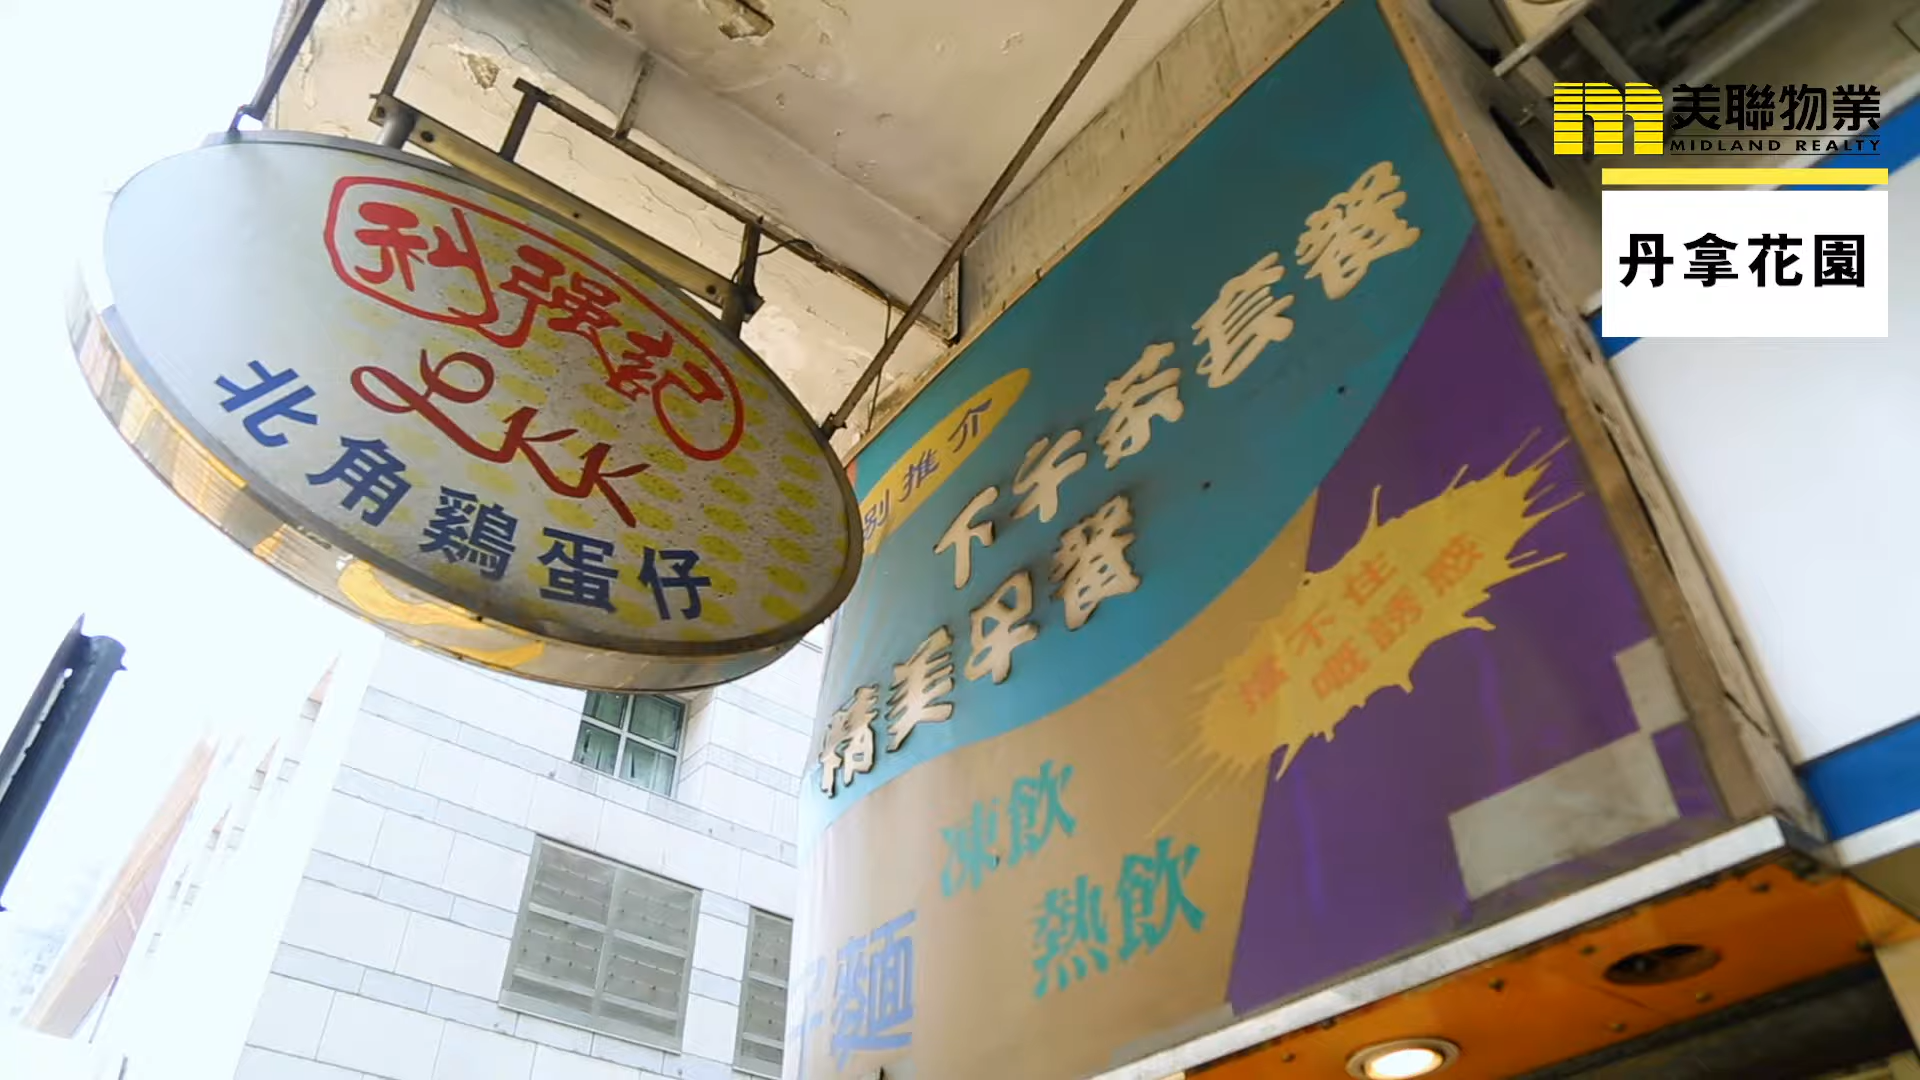 利強記
LKK
北角鷄蛋仔
別推介
下午茶套餐
精美早餐
擋不住
嘅誘惑
凍飲
熱飲
麵
美聯物業
MIDLAND REALTY
丹拿花園